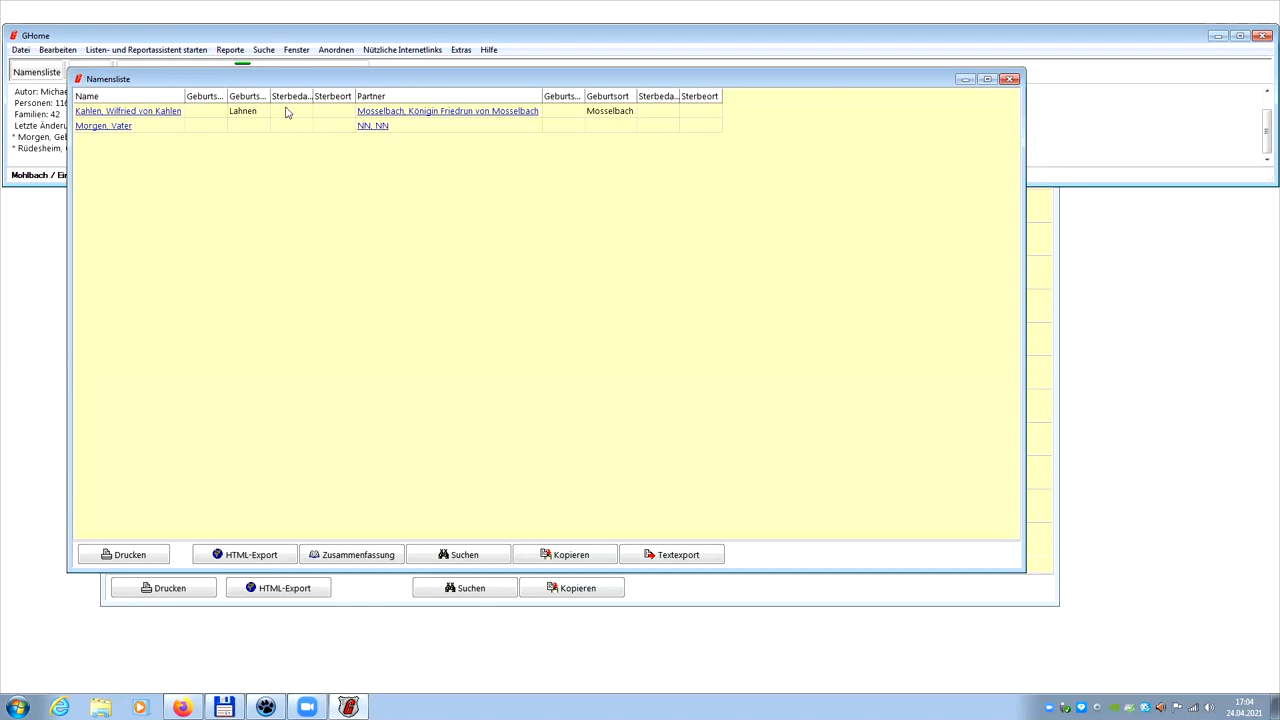 GHome
Datei Bearbeiten Listen- und Reportassistent starten Reporte Suche Fenster Anordnen Nützliche Internetlinks Extras Hilfe
Namensliste
Autor: Michae
Personen: 116
Familien: 42
Letzte Änderu
* Morgen, Geb
* Rüdesheim, (
Mohlbach / Ein
Namensliste
Name Geburts... Geburts... Sterbeda... Sterbeort Partner Geburts... Geburtsort Sterbeda... Sterbeort
Kahlen, Wilfried von Kahlen Lahnen Mosselbach, Königin Friedrun von Mosselbach Mosselbach
Morgen, Vater NN, NN
Drucken HTML-Export Zusammenfassung Suchen Kopieren Textexport
Drucken HTML-Export Suchen Kopieren
17:04
24.04.2021